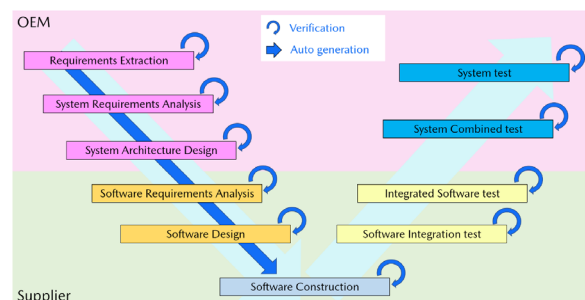 OEM
Verification
Auto generation
Requirements Extraction
System test
System Requirements Analysis
System Combined test
System Architecture Design
Software Requirements Analysis
Integrated Software test
Software Design
Software Integration test
Software Construction
Supplier